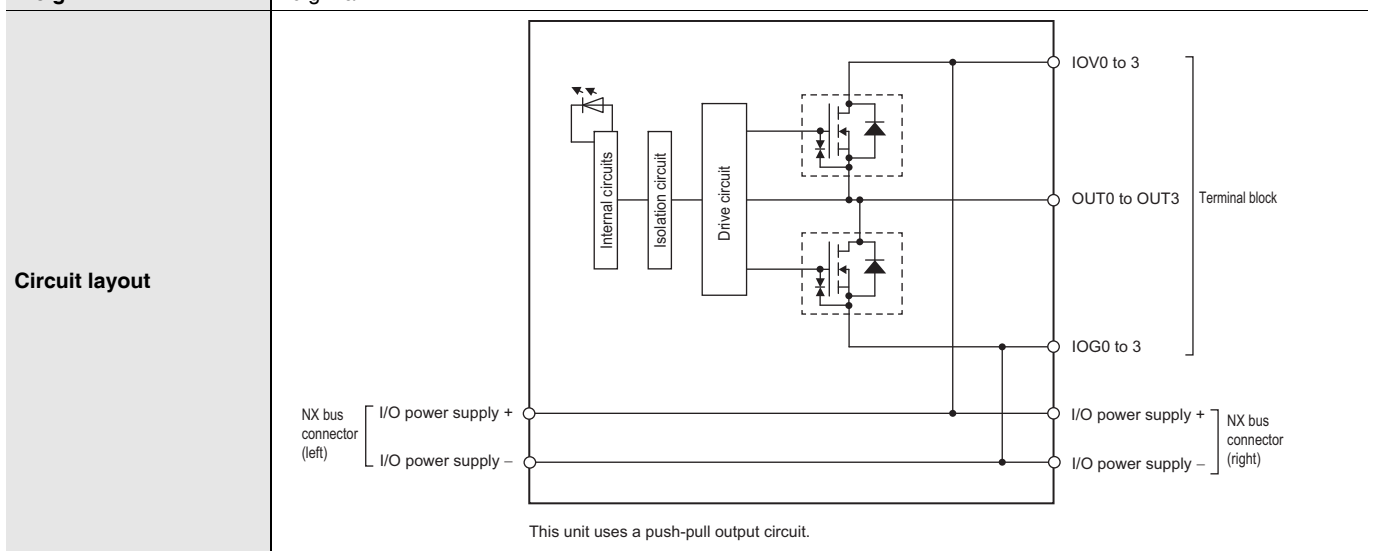 Circuit layout
Internal circuits
Isolation circuit
Drive circuit
IOV0 to 3
OUT0 to OUT3
Terminal block
IOG0 to 3
NX bus
connector
(left)
I/O power supply +
I/O power supply –
I/O power supply +
I/O power supply –
NX bus
connector
(right)
This unit uses a push-pull output circuit.